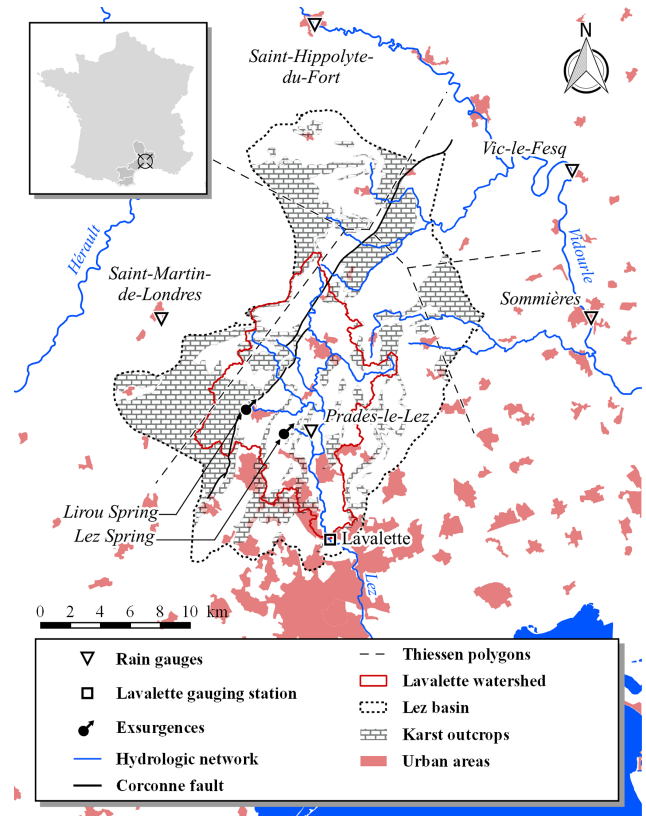 N
Saint-Hippolyte-
du-Fort
Vic-le-Fesq
Hérault
Vidourle
Saint-Martin-
de-Londres
Sommières
Prades-le-Lez
Lirou Spring
Lez Spring
Lavalette
Lez
0 2 4 6 8 10 km
Rain gauges
Lavalette gauging station
Exsurgences
Hydrologic network
Corconne fault
Thiessen polygons
Lavalette watershed
Lez basin
Karst outcrops
Urban areas